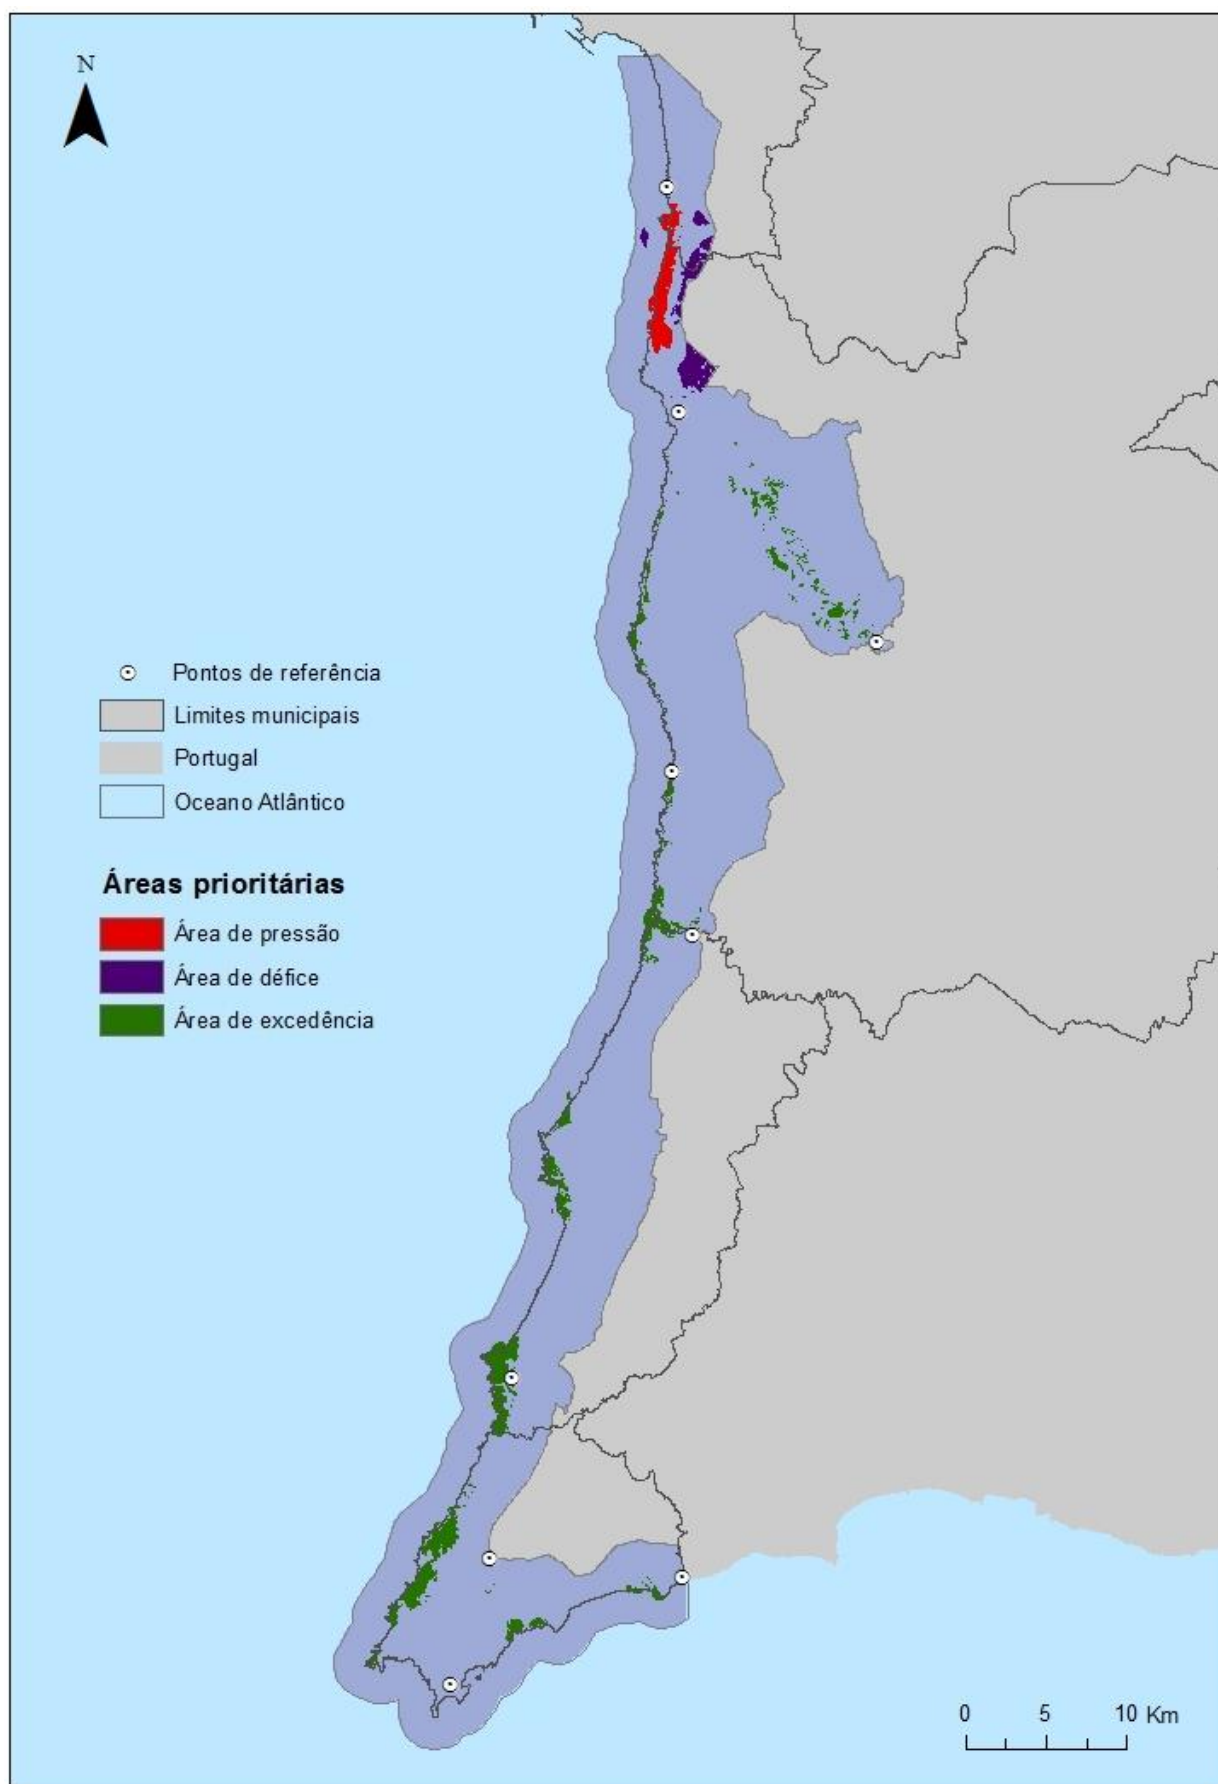 N
Pontos de referência
Limites municipais
Portugal
Oceano Atlântico
Áreas prioritárias
Área de pressão
Área de défice
Área de excedência
0 5 10 Km